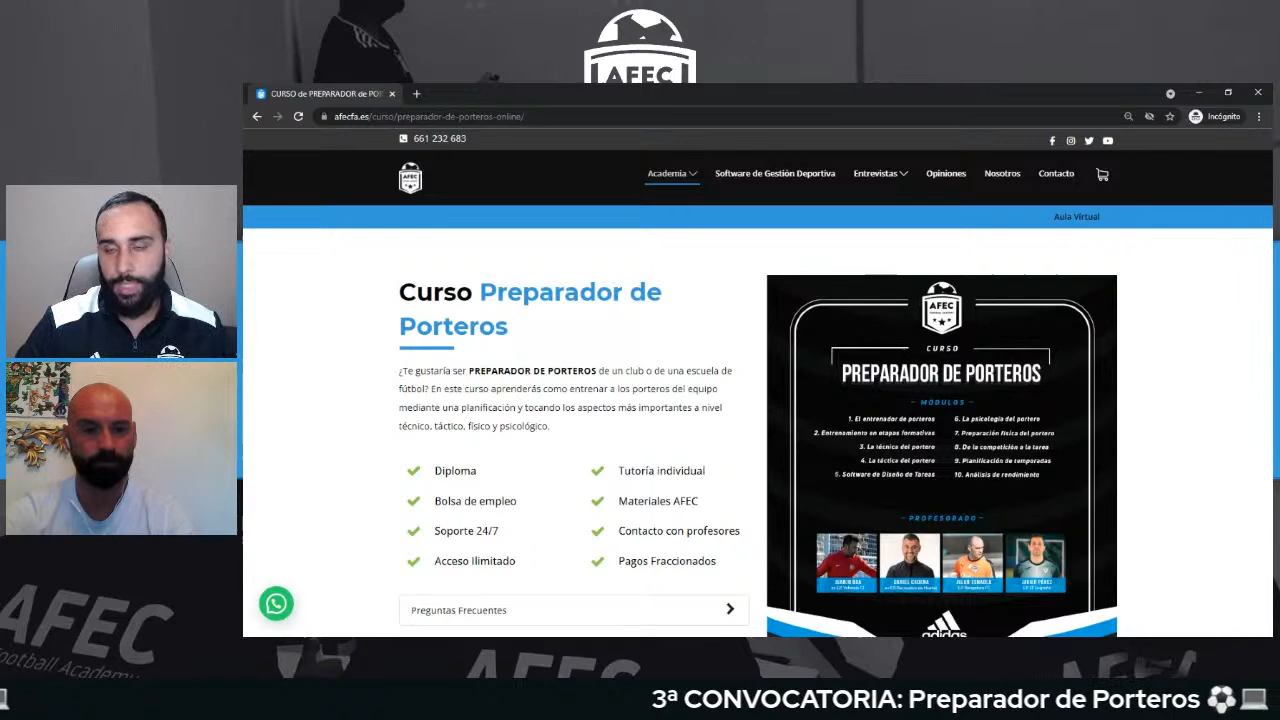 AFEC
CURSO de PREPARADOR de POR
afecfa.es/curso/preparador-de-porteros-online/
Incógnito
661 232 683
Academia
Software de Gestión Deportiva
Entrevistas
Opiniones
Nosotros
Contacto
Aula Virtual
Curso Preparador de
Porteros
¿Te gustaría ser PREPARADOR DE PORTEROS de un club o de una escuela de
fútbol? En este curso aprenderás como entrenar a los porteros del equipo
mediante una planificación y tocando los aspectos más importantes a nivel
técnico, táctico, físico y psicológico.
Diploma
Tutoría individual
Bolsa de empleo
Materiales AFEC
Soporte 24/7
Contacto con profesores
Acceso Ilimitado
Pagos Fraccionados
Preguntas Frecuentes
AFEC
CURSO
PREPARADOR DE PORTEROS
- MÓDULOS -
1. El entrenador de porteros
2. Entrenamiento en etapas formativas
3. La técnica del portero
4. La táctica del portero
5. Software de Diseño de Tareas
6. La psicología del portero
7. Preparación física del portero
8. De la competición a la tarea
9. Planificación de temporadas
10. Análisis de rendimiento
- PROFESORADO -
adidas
AFEC
Football Academy
AFEC
AFEC
3ª CONVOCATORIA: Preparador de Porteros